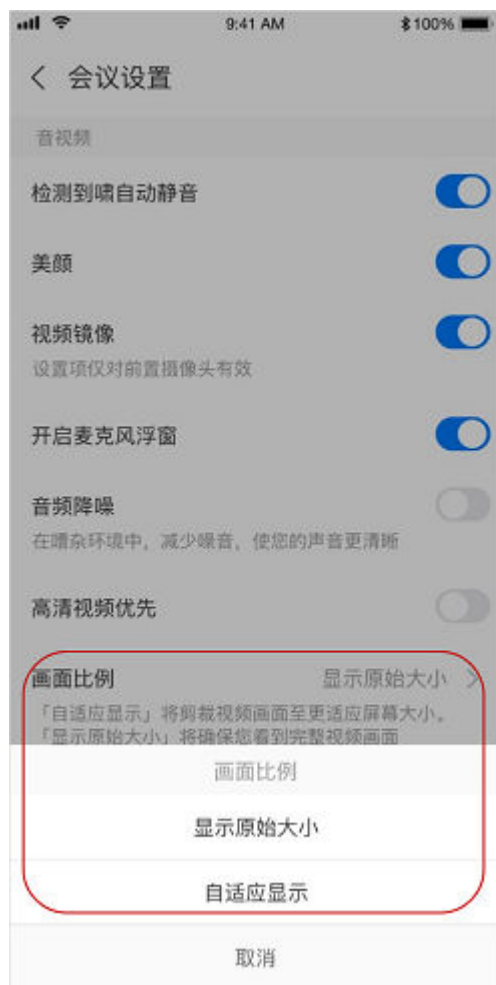 9:41 AM
100%
会议设置
音视频
检测到啸自动静音
美颜
视频镜像
设置项仅对前置摄像头有效
开启麦克风浮窗
音频降噪
在嘈杂环境中，减少噪音，使您的声音更清晰
高清视频优先
画面比例 显示原始大小
「自适应显示」将剪裁视频画面至更适应屏幕大小。
「显示原始大小」将确保您看到完整视频画面
画面比例
显示原始大小
自适应显示
取消